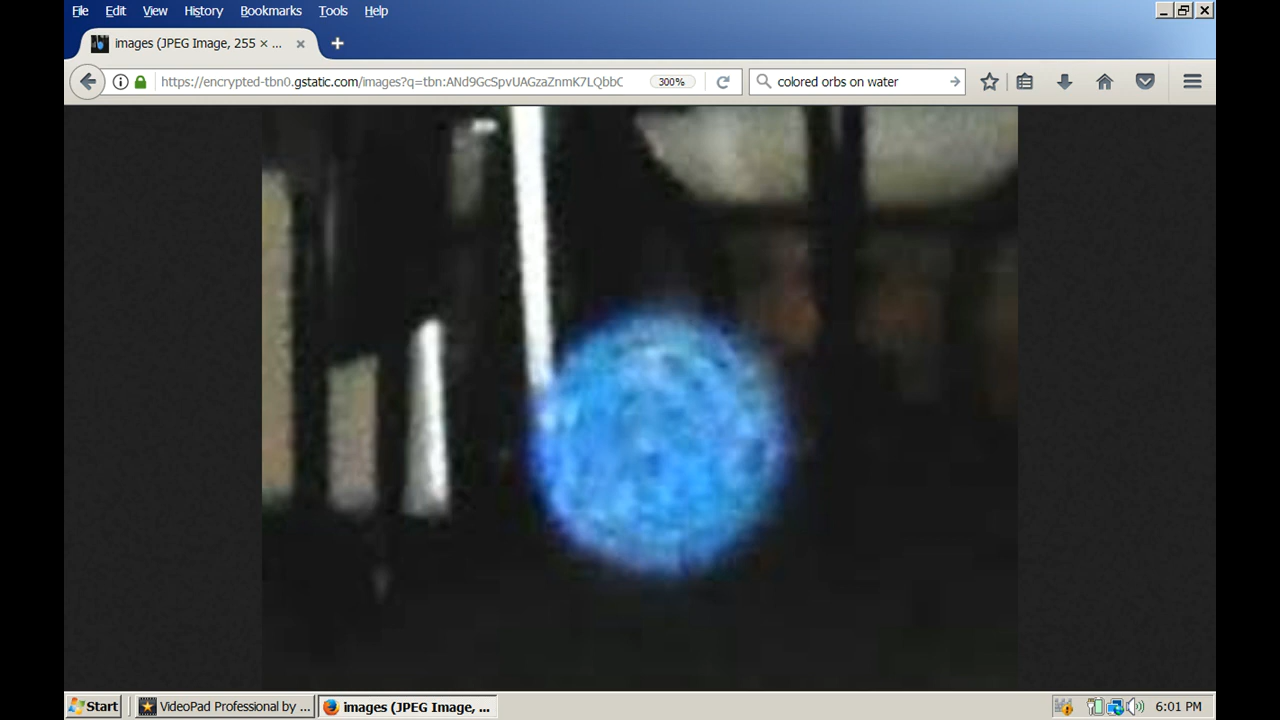 File Edit View History Bookmarks Tools Help
images (JPEG Image, 255 × ...
https://encrypted-tbn0.gstatic.com/images?q=tbn:ANd9GcSpvUAGzaZnmK7LQbbC 300% colored orbs on water
Start VideoPad Professional by ... images (JPEG Image, ... 6:01 PM